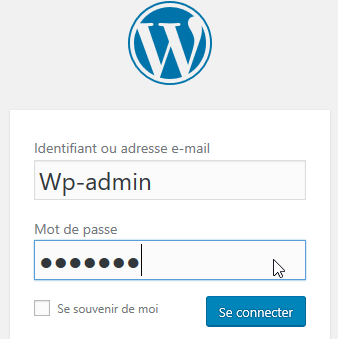 Identifiant ou adresse e-mail
Wp-admin
Mot de passe
●●●●●●●
Se souvenir de moi
Se connecter